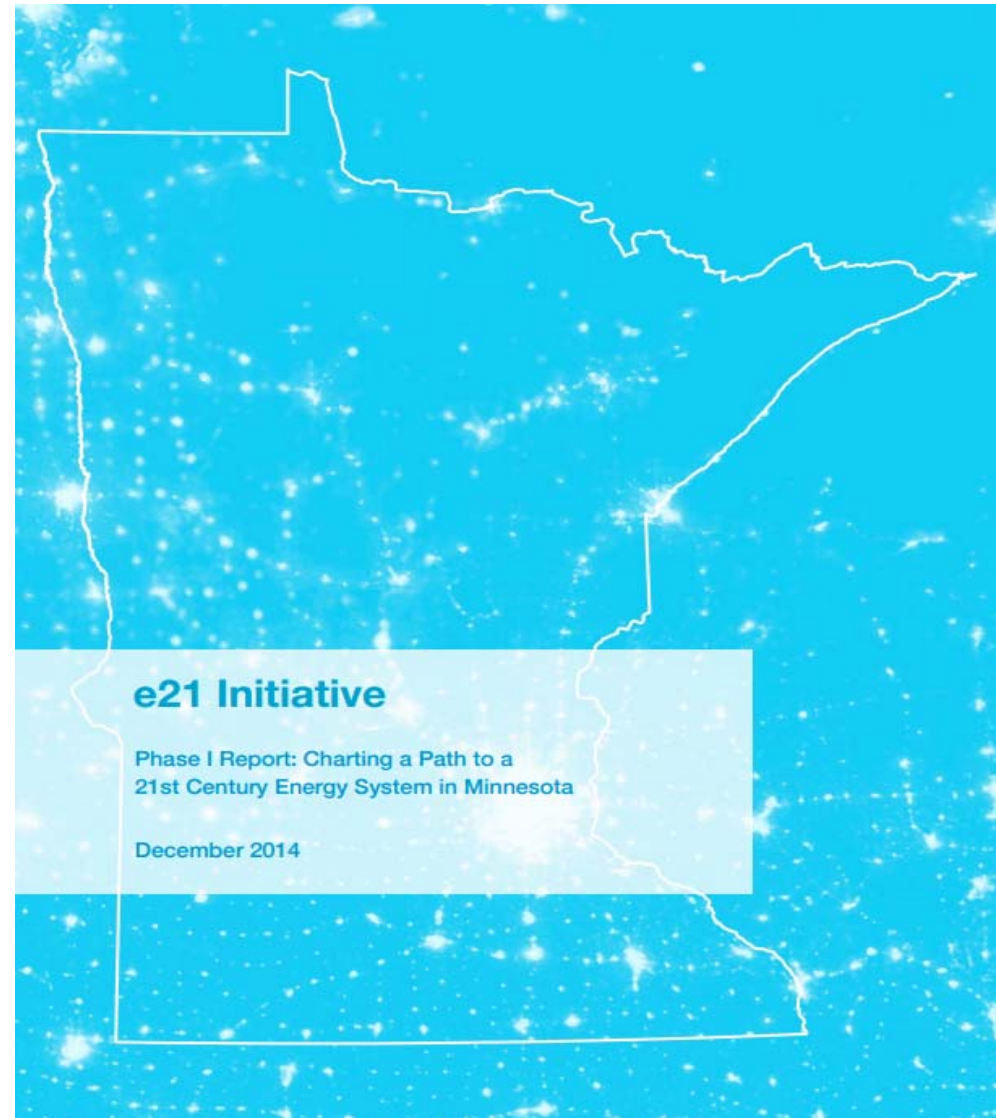 e21 Initiative
Phase I Report: Charting a Path to a
21st Century Energy System in Minnesota
December 2014